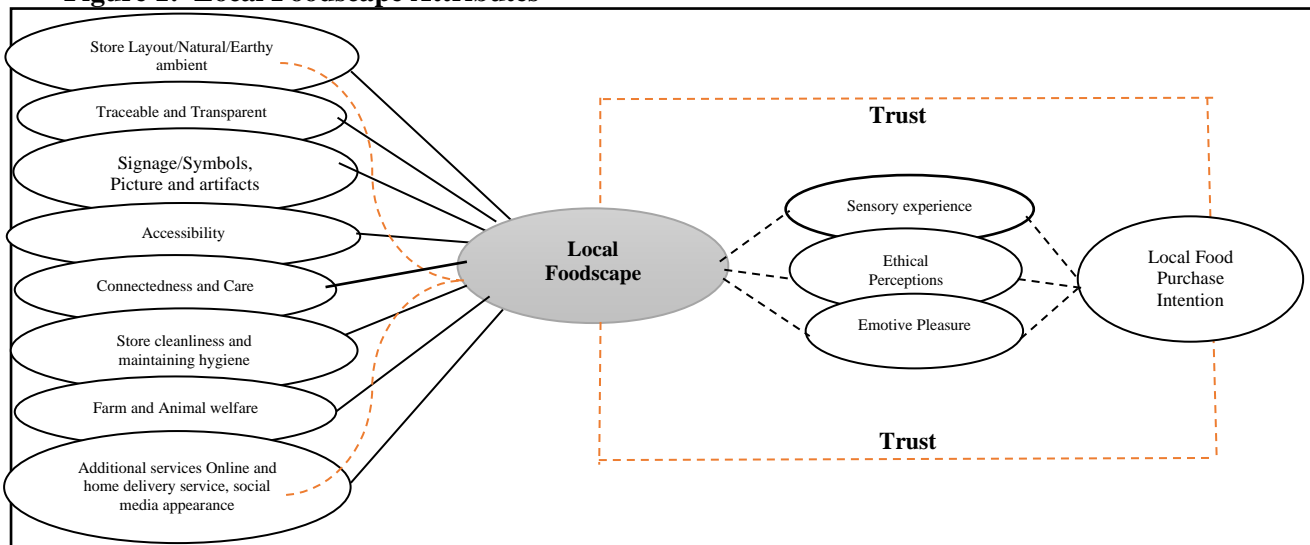 Figure 1: Local Foodscape Attributes
Store Layout/Natural/Earthy
ambient
Traceable and Transparent
Signage/Symbols,
Picture and artifacts
Accessibility
Connectedness and Care
Store cleanliness and
maintaining hygiene
Farm and Animal welfare
Additional services Online and
home delivery service, social
media appearance
Local
Foodscape
Trust
Sensory experience
Ethical
Perceptions
Emotive Pleasure
Trust
Local Food
Purchase
Intention